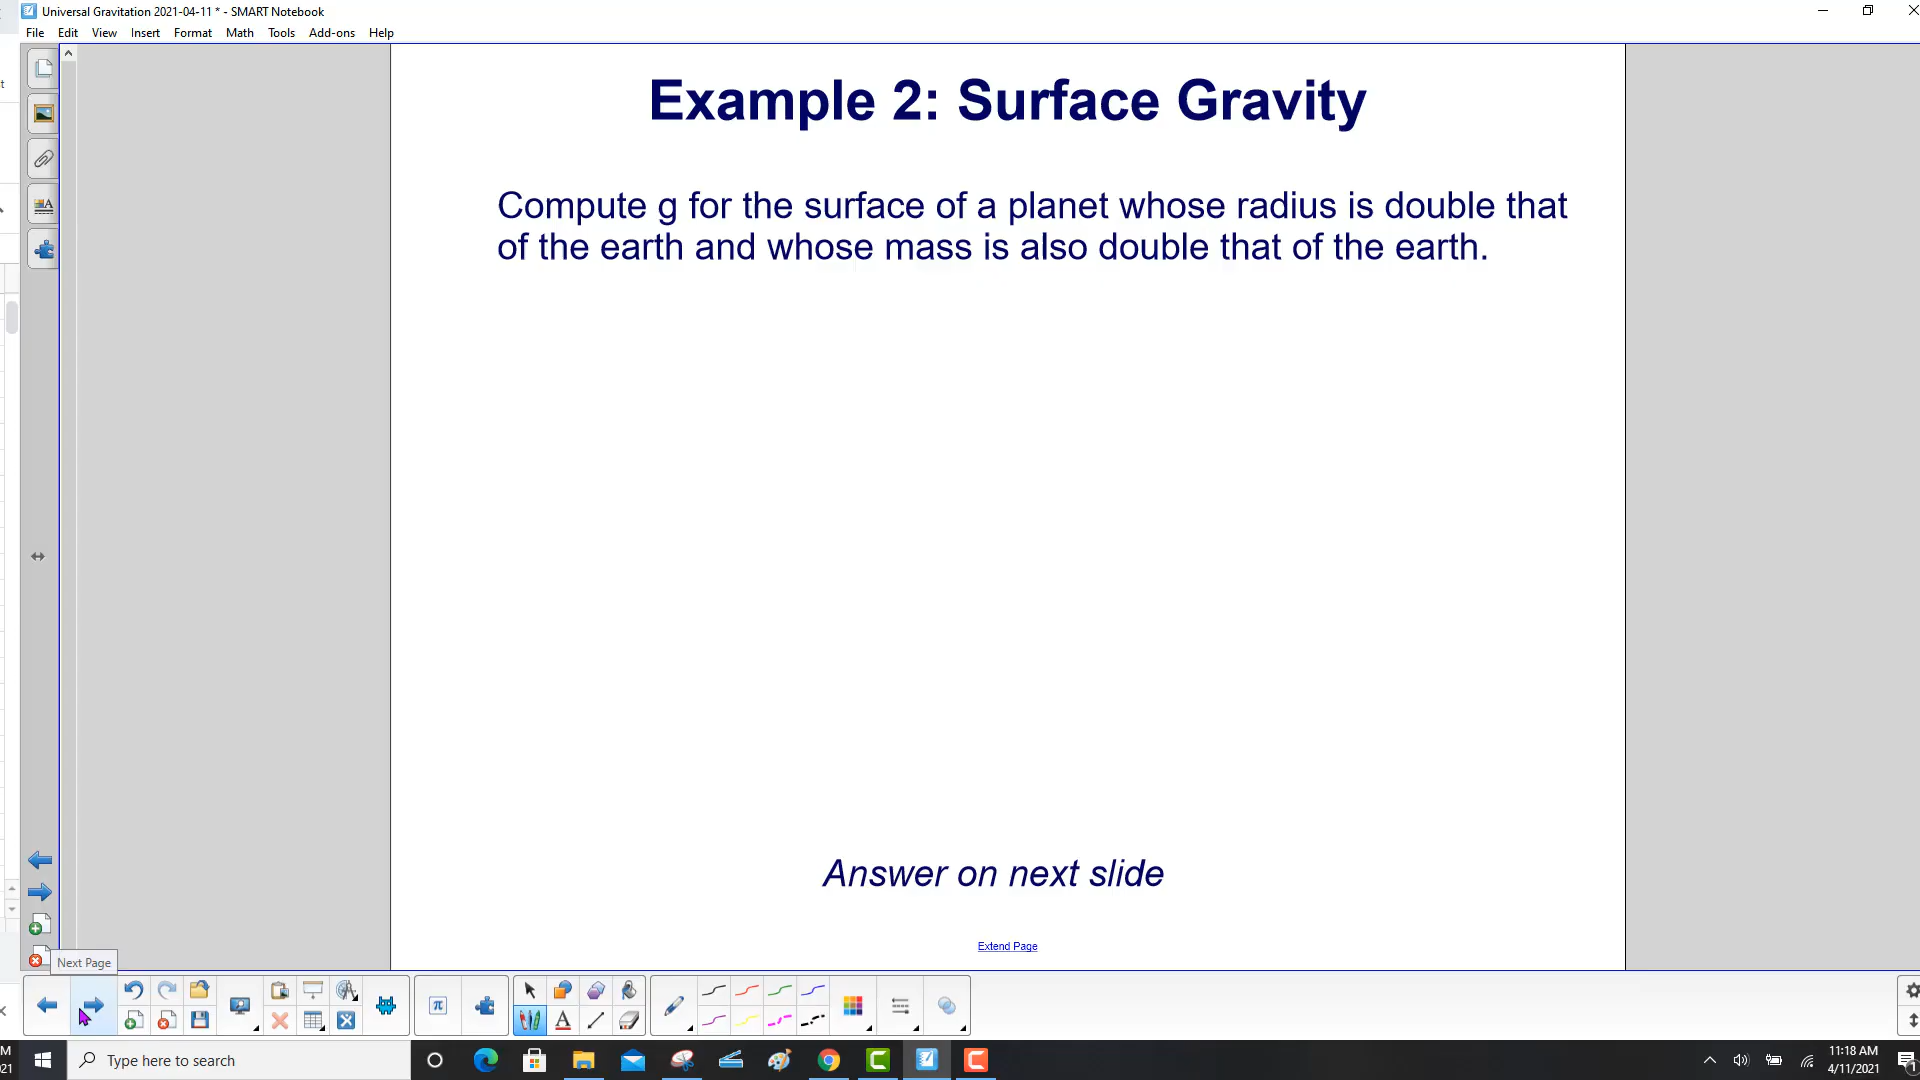 Universal Gravitation 2021-04-11 * - SMART Notebook
File Edit View Insert Format Math Tools Add-ons Help
Example 2: Surface Gravity
Compute g for the surface of a planet whose radius is double that
of the earth and whose mass is also double that of the earth.
Answer on next slide
Extend Page
Next Page
Type here to search
11:18 AM
4/11/2021